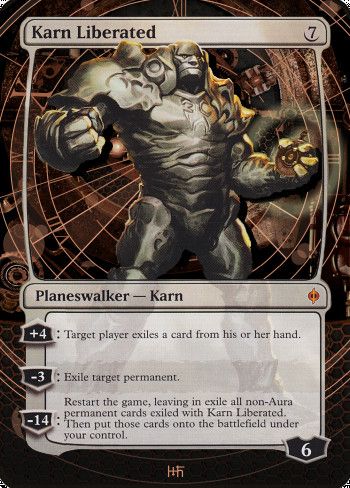 Karn Liberated 7
Planeswalker — Karn
+4 : Target player exiles a card from his or her hand.
-3 : Exile target permanent.
Restart the game, leaving in exile all non-Aura
-14 : permanent cards exiled with Karn Liberated.
Then put those cards onto the battlefield under
your control.
6